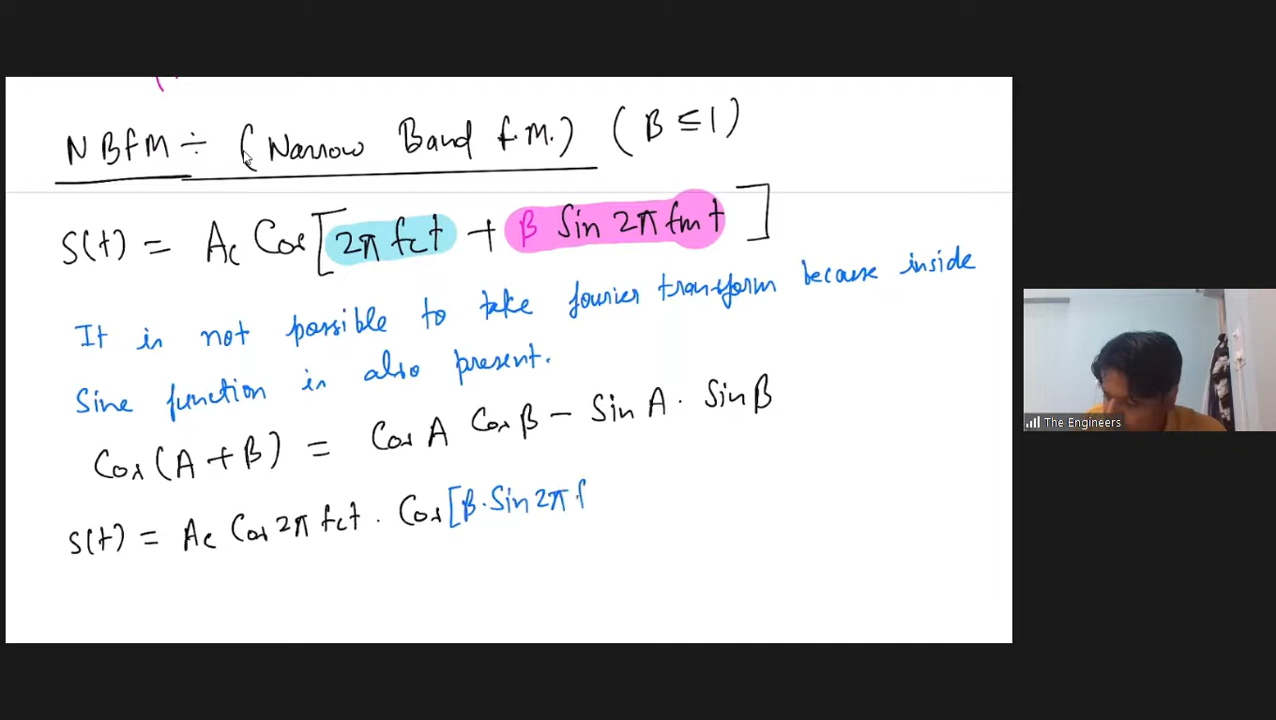 NBFM ÷ (Narrow Band f.M.) (B ≤ 1)
S(t) = Ac Cos[2π fct + β Sin 2π fmt]
It is not possible to take fourier transform because inside
Sine function is also present.
Cos(A+B) = Cos A Cos B - Sin A . Sin B
S(t) = Ac Cos 2π fct . Cos[β. Sin 2π f
The Engineers